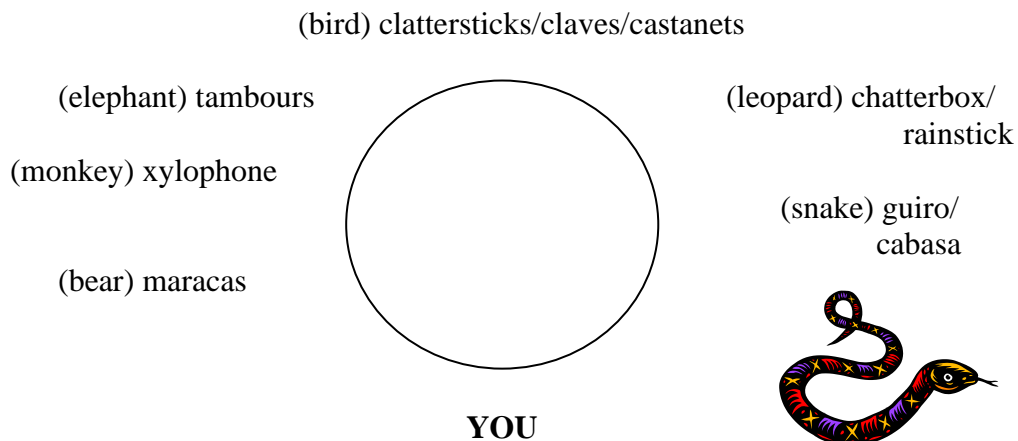 (bird) clattersticks/claves/castanets
(elephant) tambours
(leopard) chatterbox/
rainstick
(monkey) xylophone
(snake) guiro/
cabasa
(bear) maracas
YOU